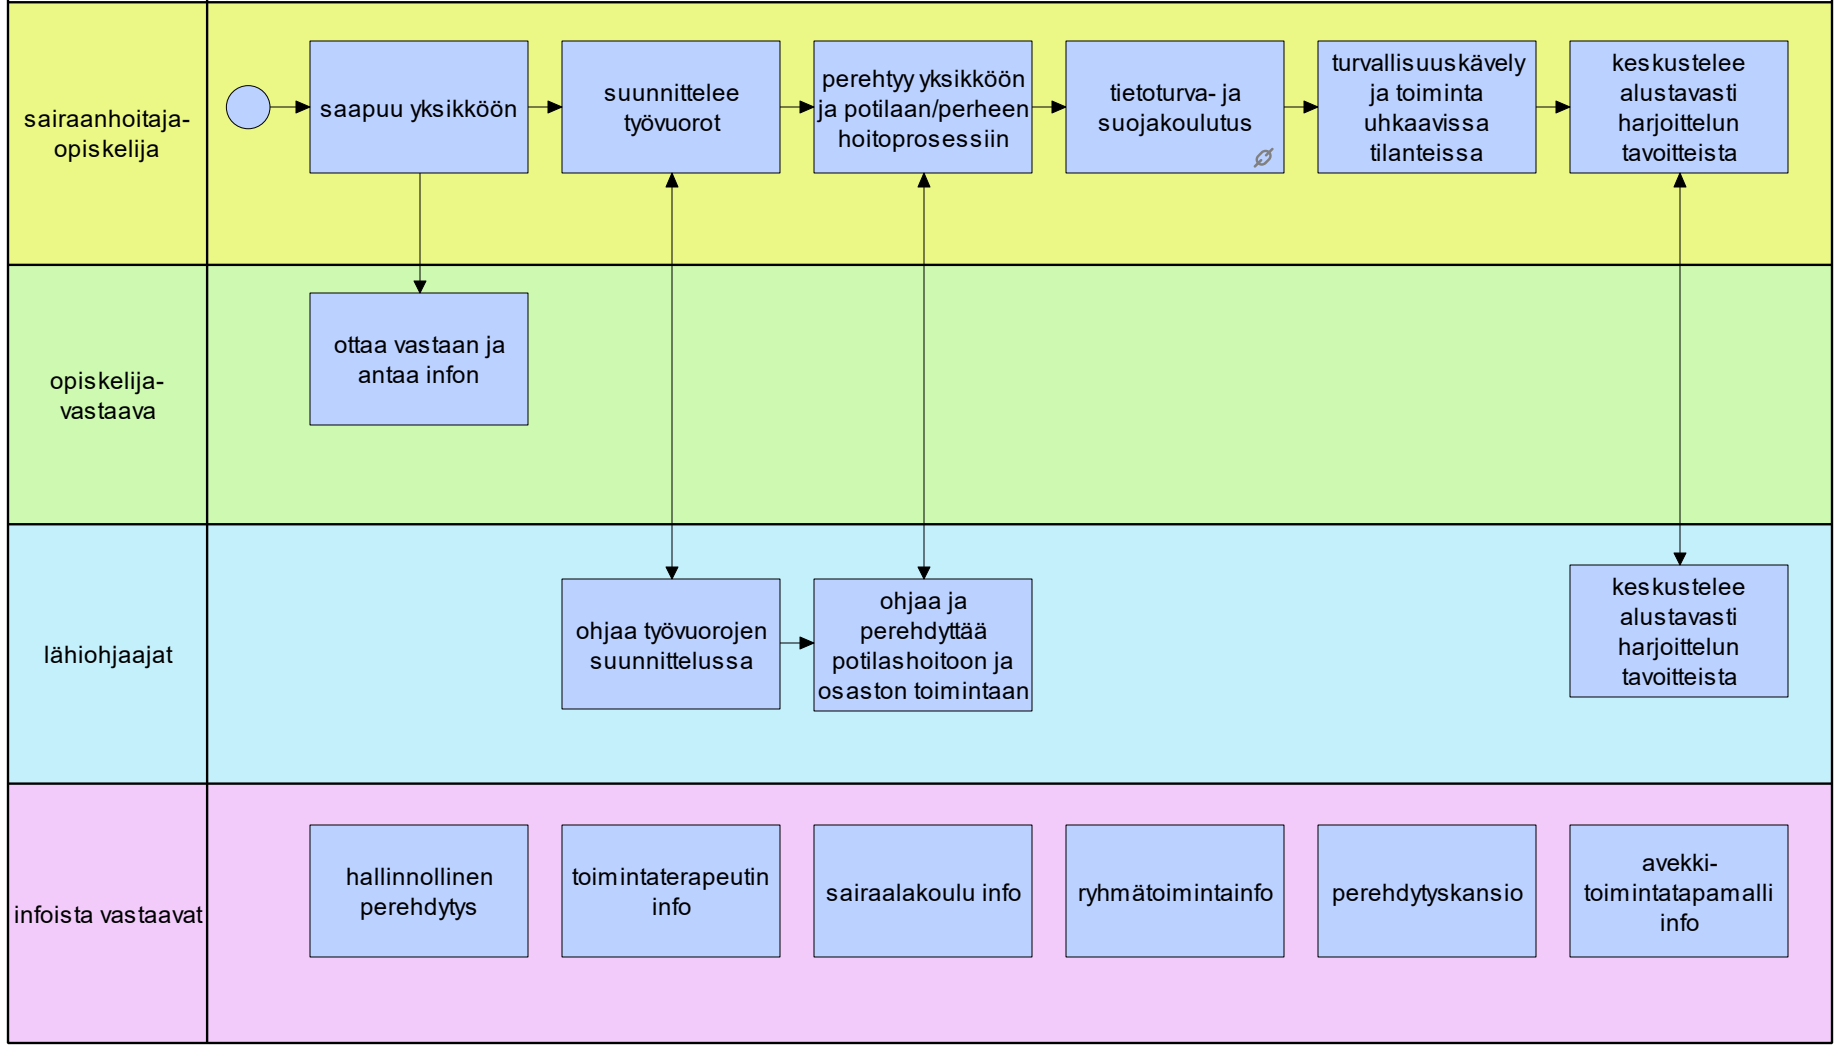 sairaanhoitaja-
opiskelija
saapuu yksikköön
suunnittelee
työvuorot
perehtyy yksikköön
ja potilaan/perheen
hoitoprosessiin
tietoturva- ja
suojakoulutus
turvallisuuskävely
ja toiminta
uhkaavissa
tilanteissa
keskustelee
alustavasti
harjoittelun
tavoitteista
opiskelija-
vastaava
ottaa vastaan ja
antaa infon
lähiohjaajat
ohjaa työvuorojen
suunnittelussa
ohjaa ja
perehdyttää
potilashoitoon ja
osaston toimintaan
keskustelee
alustavasti
harjoittelun
tavoitteista
infoista vastaavat
hallinnollinen
perehdytys
toimintaterapeutin
info
sairaalakoulu info
ryhmätoimintainfo
perehdytyskansio
avekki-
toimintatapamalli
info